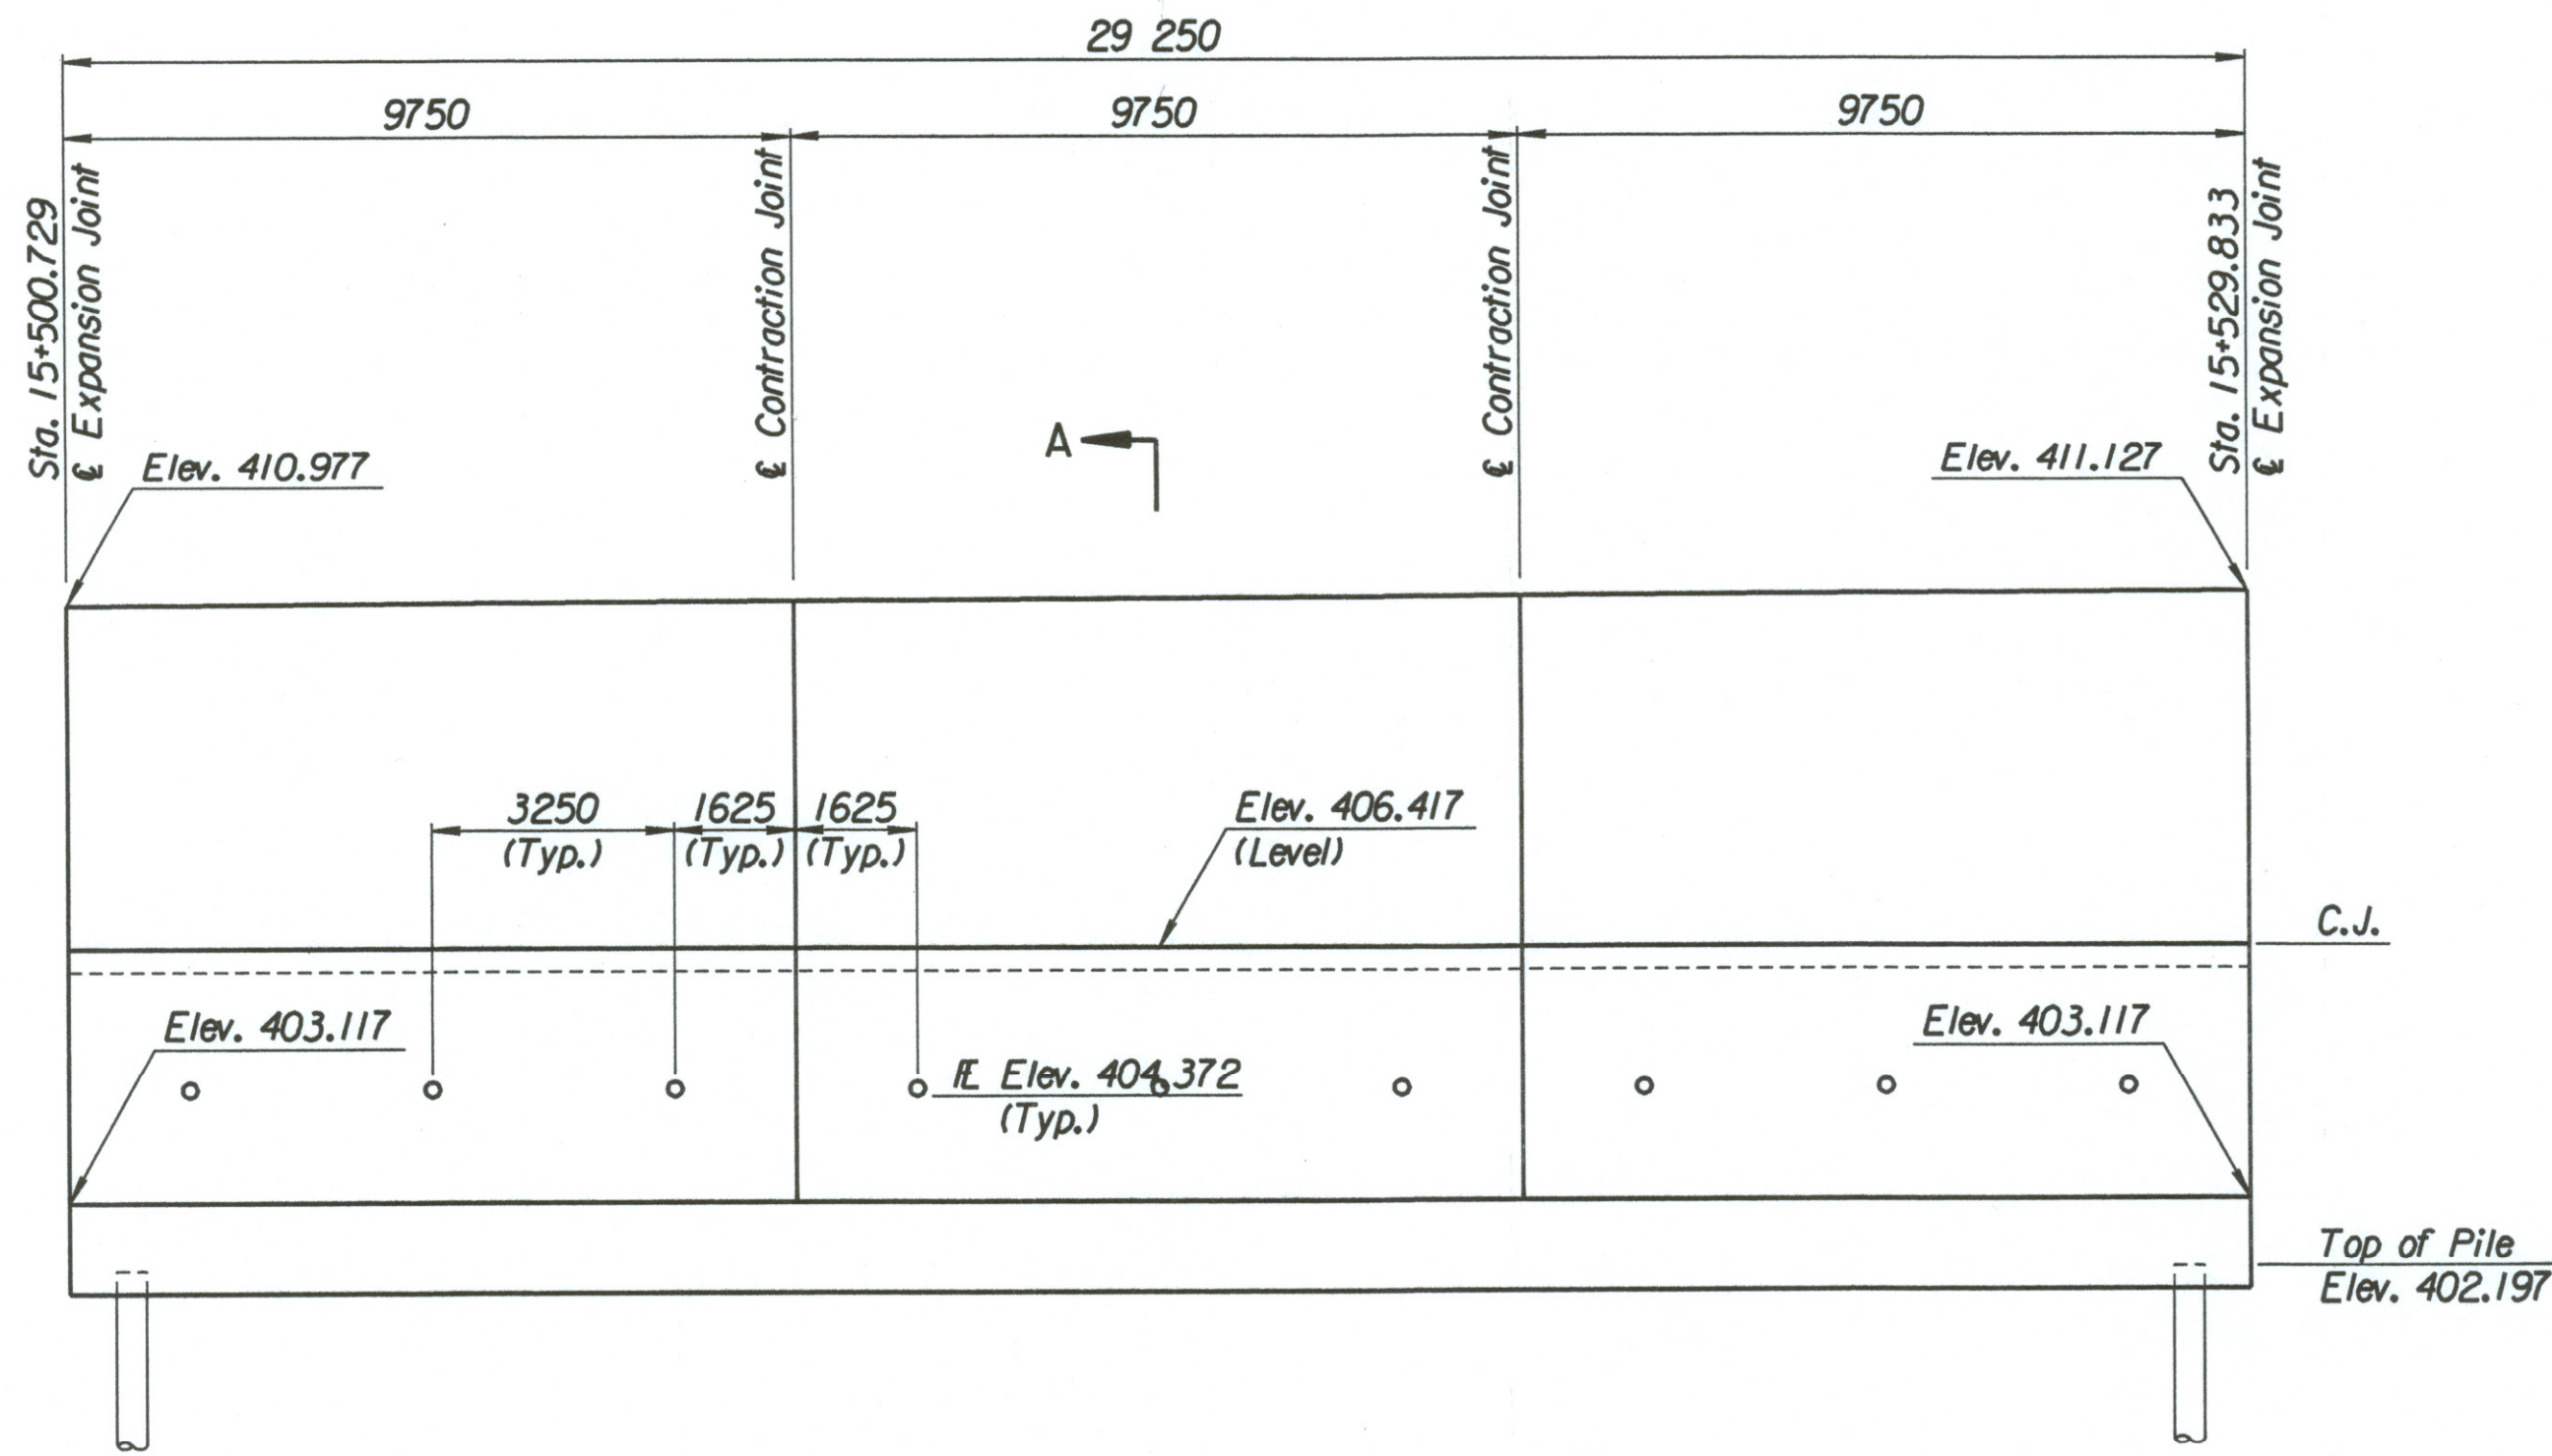 29 250
9750
9750
9750
Sta. 15+500.729
℄ Expansion Joint
℄ Contraction Joint
℄ Contraction Joint
Sta. 15+529.833
℄ Expansion Joint
A
Elev. 410.977
Elev. 411.127
3250
(Typ.)
1625
(Typ.)
1625
(Typ.)
Elev. 406.417
(Level)
C.J.
Elev. 403.117
Elev. 403.117
Elev. 404.372
(Typ.)
Top of Pile
Elev. 402.197